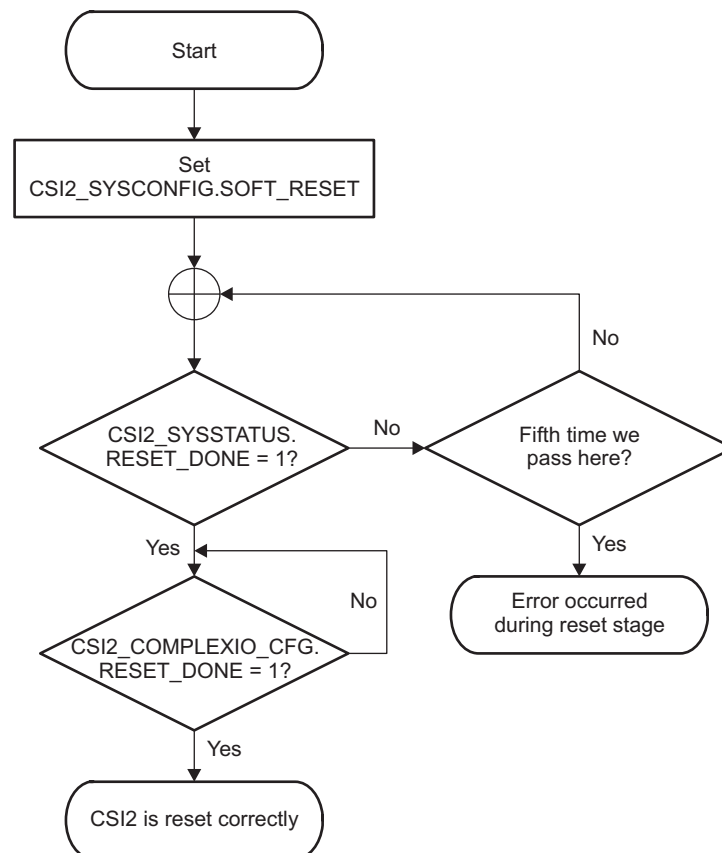 Start
Set
CSI2_SYSCONFIG.SOFT_RESET
No
CSI2_SYSSTATUS.
RESET_DONE = 1?
No
Fifth time we
pass here?
Yes
Yes
No
Error occurred
during reset stage
CSI2_COMPLEXIO_CFG.
RESET_DONE = 1?
Yes
CSI2 is reset correctly